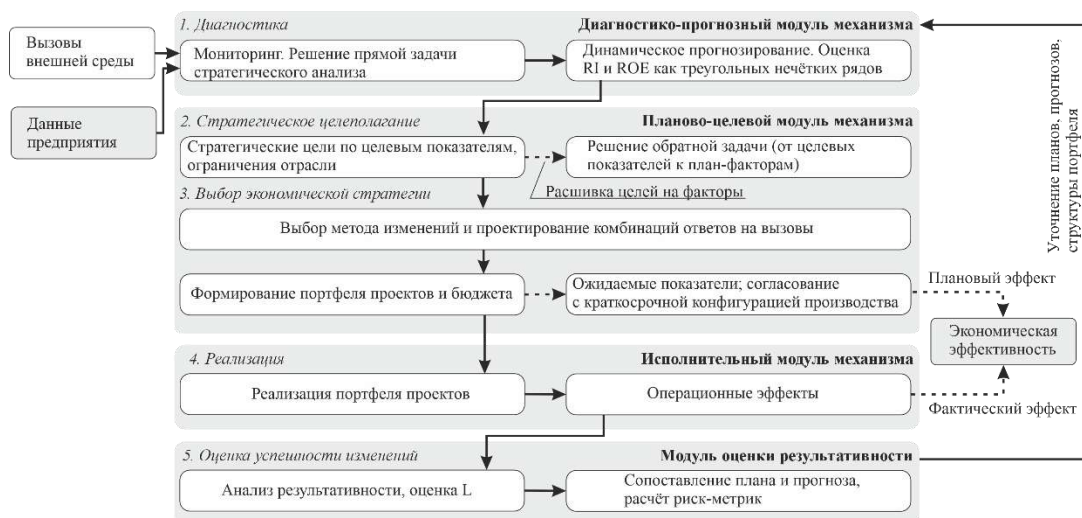 1. Диагностика
Диагностико-прогнозный модуль механизма
Вызовы
внешней среды
Мониторинг. Решение прямой задачи
стратегического анализа
Динамическое прогнозирование. Оценка
RI и ROE как треугольных нечётких рядов
Данные
предприятия
2. Стратегическое целеполагание
Планово-целевой модуль механизма
Стратегические цели по целевым показателям,
ограничения отрасли
Решение обратной задачи (от целевых
показателей к план-факторам)
Расшивка целей на факторы
3. Выбор экономической стратегии
Выбор метода изменений и проектирование комбинаций ответов на вызовы
Формирование портфеля проектов и бюджета
Ожидаемые показатели; согласование
с краткосрочной конфигурацией производства
Плановый эффект
Экономическая
эффективность
Фактический эффект
4. Реализация
Исполнительный модуль механизма
Реализация портфеля проектов
Операционные эффекты
5. Оценка успешности изменений
Модуль оценки результативности
Анализ результативности, оценка L
Сопоставление плана и прогноза,
расчёт риск-метрик
Уточнение планов, прогнозов,
структуры портфеля